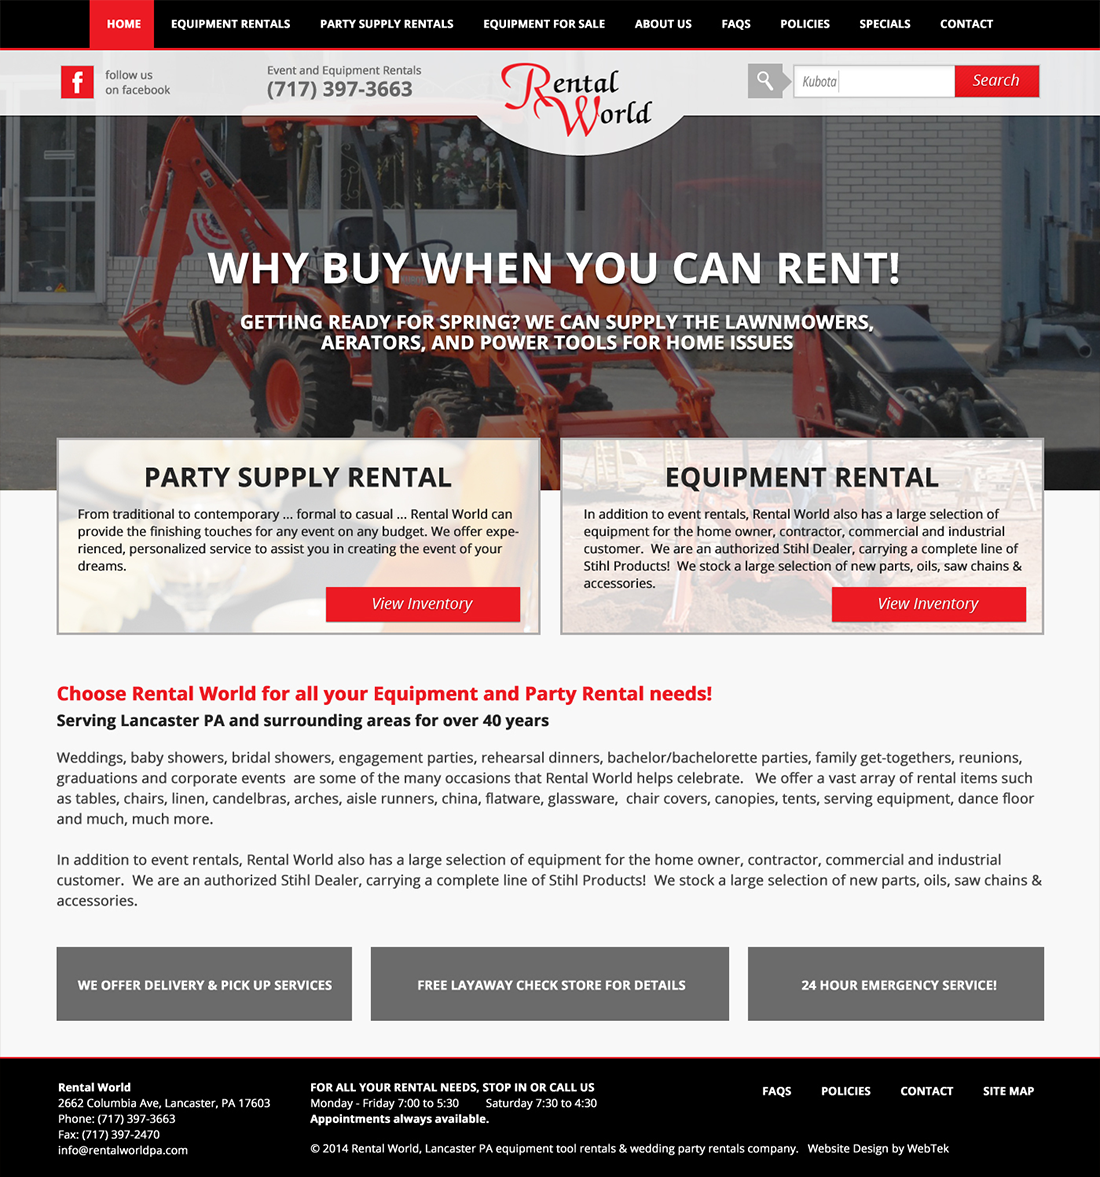 HOME EQUIPMENT RENTALS PARTY SUPPLY RENTALS EQUIPMENT FOR SALE ABOUT US FAQS POLICIES SPECIALS CONTACT
follow us
on facebook
Event and Equipment Rentals
(717) 397-3663
Rental
World
Kubota
Search
WHY BUY WHEN YOU CAN RENT!
GETTING READY FOR SPRING? WE CAN SUPPLY THE LAWNMOWERS,
AERATORS, AND POWER TOOLS FOR HOME ISSUES
PARTY SUPPLY RENTAL
From traditional to contemporary ... formal to casual ... Rental World can
provide the finishing touches for any event on any budget. We offer expe-
rienced, personalized service to assist you in creating the event of your
dreams.
View Inventory
EQUIPMENT RENTAL
In addition to event rentals, Rental World also has a large selection of
equipment for the home owner, contractor, commercial and industrial
customer.  We are an authorized Stihl Dealer, carrying a complete line of
Stihl Products!  We stock a large selection of new parts, oils, saw chains &
accessories.
View Inventory
Choose Rental World for all your Equipment and Party Rental needs!
Serving Lancaster PA and surrounding areas for over 40 years
Weddings, baby showers, bridal showers, engagement parties, rehearsal dinners, bachelor/bachelorette parties, family get-togethers, reunions,
graduations and corporate events  are some of the many occasions that Rental World helps celebrate.   We offer a vast array of rental items such
as tables, chairs, linen, candelbras, arches, aisle runners, china, flatware, glassware,  chair covers, canopies, tents, serving equipment, dance floor
and much, much more.
In addition to event rentals, Rental World also has a large selection of equipment for the home owner, contractor, commercial and industrial
customer.  We are an authorized Stihl Dealer, carrying a complete line of Stihl Products!  We stock a large selection of new parts, oils, saw chains &
accessories.
WE OFFER DELIVERY & PICK UP SERVICES
FREE LAYAWAY CHECK STORE FOR DETAILS
24 HOUR EMERGENCY SERVICE!
Rental World
2662 Columbia Ave, Lancaster, PA 17603
Phone: (717) 397-3663
Fax: (717) 397-2470
info@rentalworldpa.com
FOR ALL YOUR RENTAL NEEDS, STOP IN OR CALL US
Monday - Friday 7:00 to 5:30 Saturday 7:30 to 4:30
Appointments always available.
© 2014 Rental World, Lancaster PA equipment tool rentals & wedding party rentals company. Website Design by WebTek
FAQS POLICIES CONTACT SITE MAP